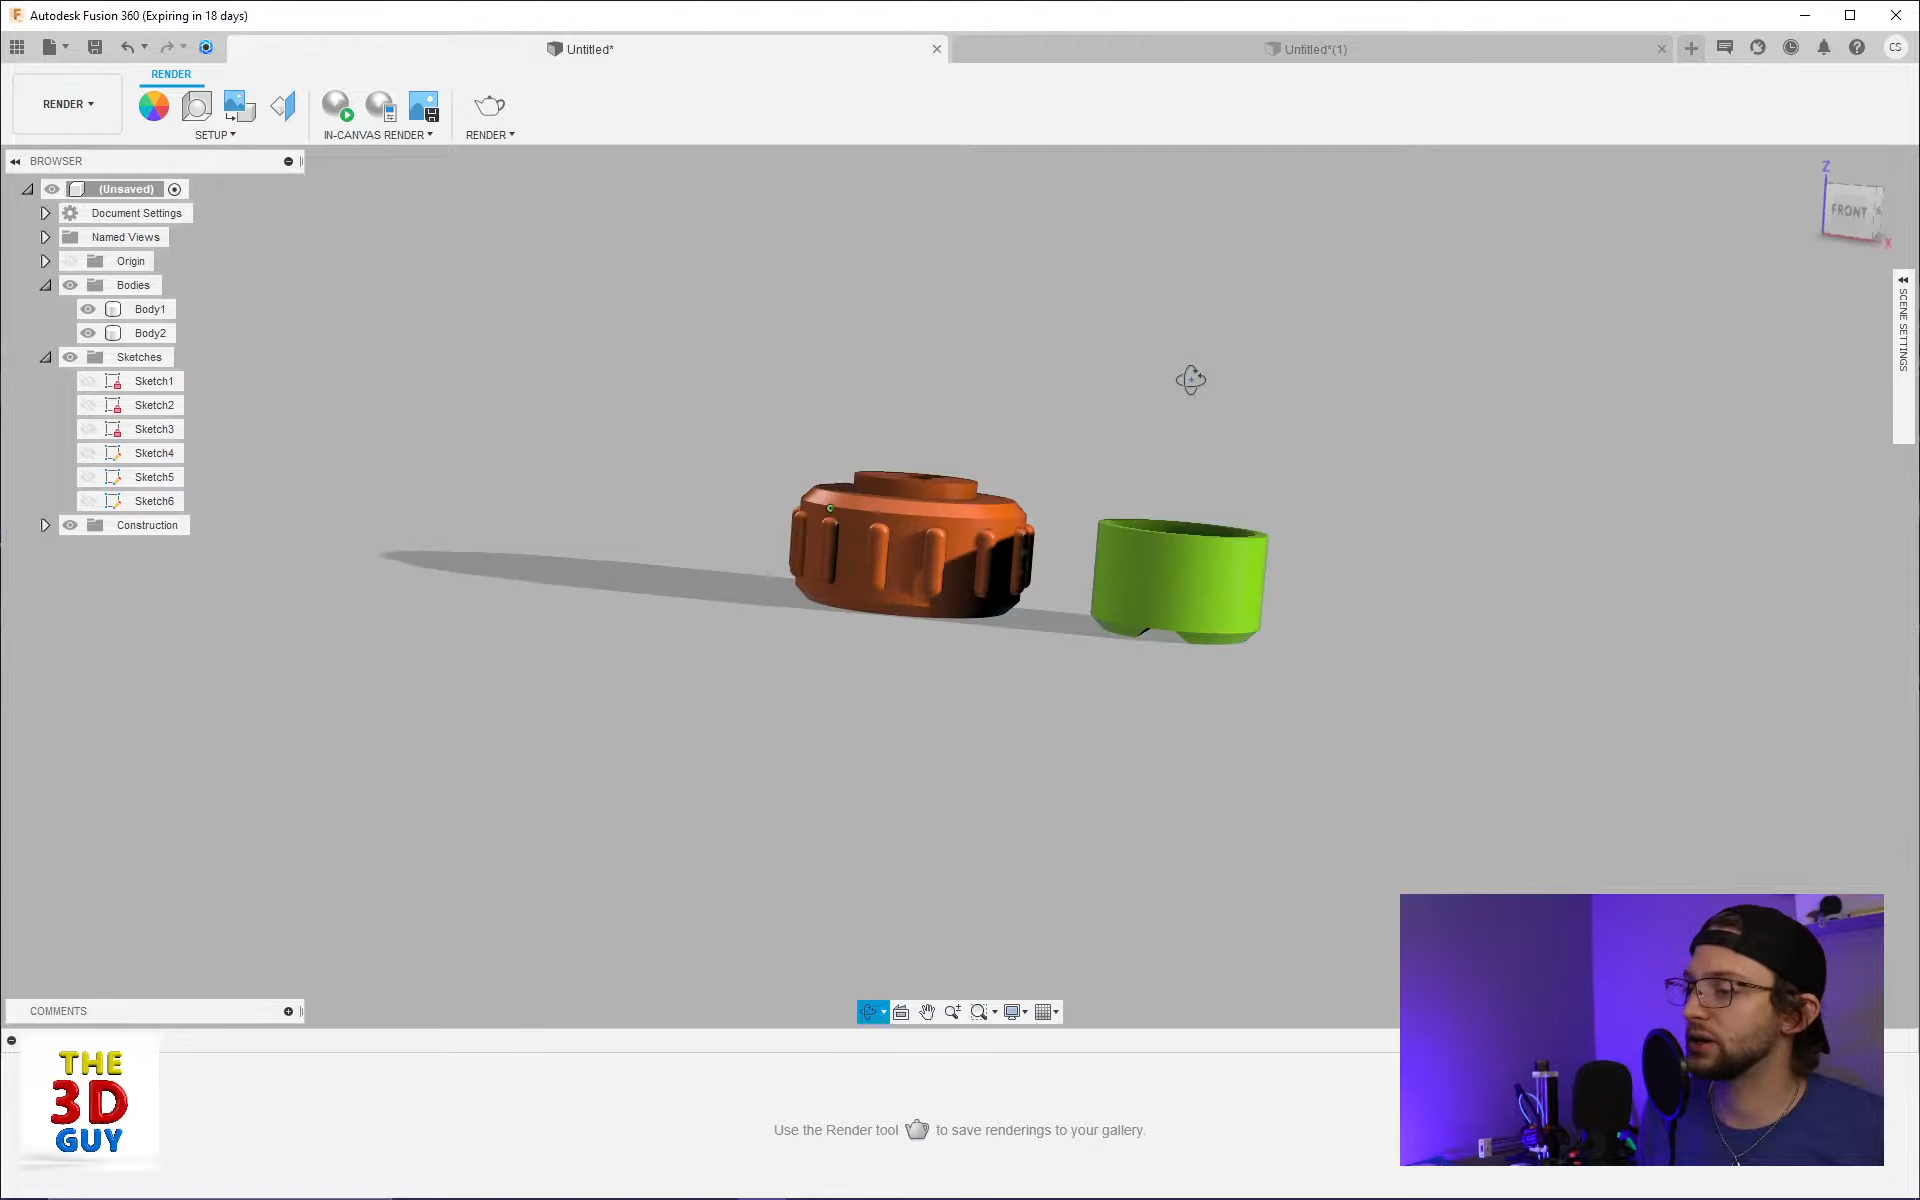 Autodesk Fusion 360 (Expiring in 18 days)
Untitled*
Untitled*(1)
CS
RENDER
RENDER
SETUP
IN-CANVAS RENDER
RENDER
BROWSER
(Unsaved)
Document Settings
Named Views
Origin
Bodies
Body1
Body2
Sketches
Sketch1
Sketch2
Sketch3
Sketch4
Sketch5
Sketch6
Construction
Z
FRONT
X
SCENE SETTINGS
COMMENTS
THE
3D
GUY
Use the Render tool to save renderings to your gallery.